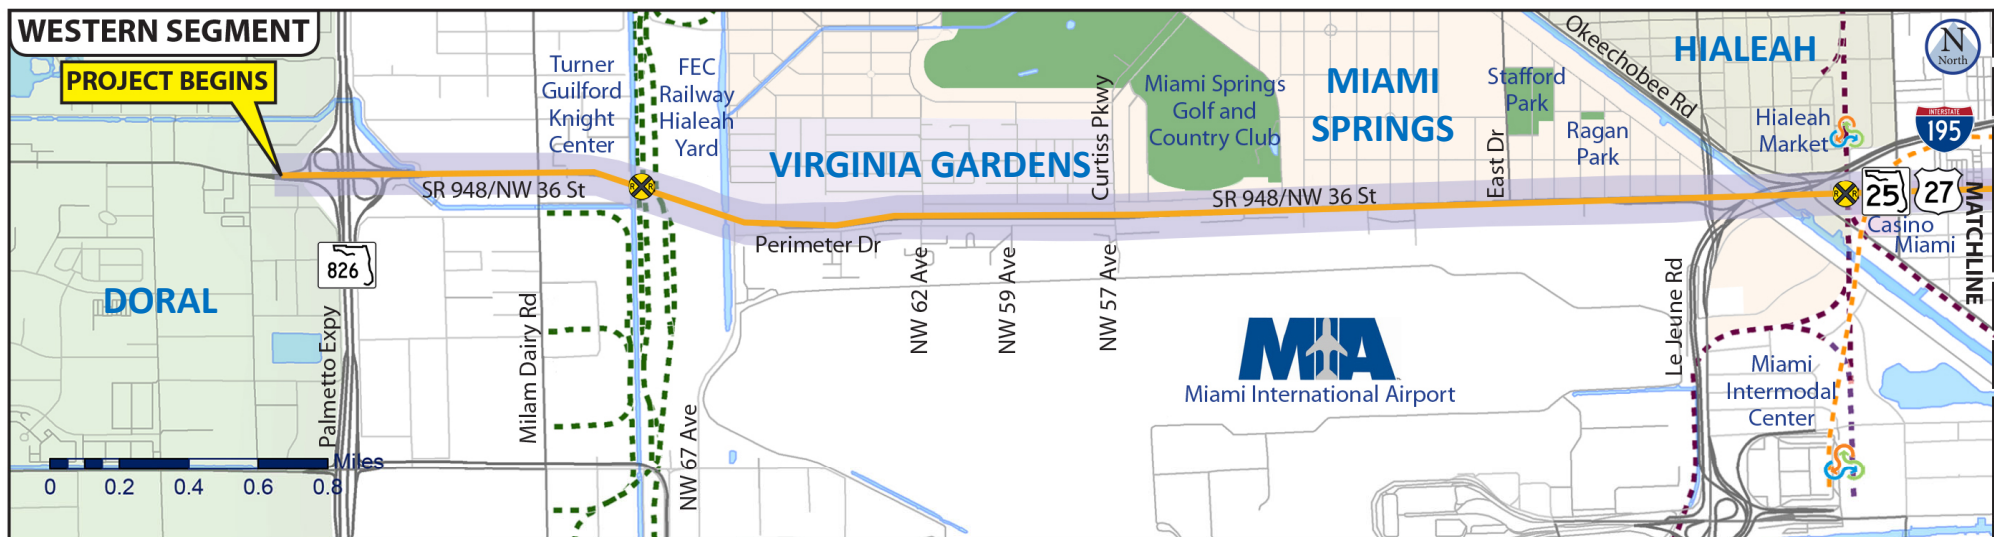 WESTERN SEGMENT
PROJECT BEGINS
Turner
Guilford
Knight
Center
FEC
Railway
Hialeah
Yard
VIRGINIA GARDENS
Curtiss Pkwy
Miami Springs
Golf and
Country Club
MIAMI
SPRINGS
Stafford
Park
East Dr
Ragan
Park
Okeechobee Rd
HIALEAH
Hialeah
Market
N
North
INTERSTATE
195
SR 948/NW 36 St
R R
SR 948/NW 36 St
R R
25
27
Casino
Miami
MATCHLINE
Perimeter Dr
826
DORAL
Palmetto Expy
Milam Dairy Rd
NW 67 Ave
NW 62 Ave
NW 59 Ave
NW 57 Ave
MIA
Miami International Airport
Le Jeune Rd
Miami
Intermodal
Center
Miles
0 0.2 0.4 0.6 0.8